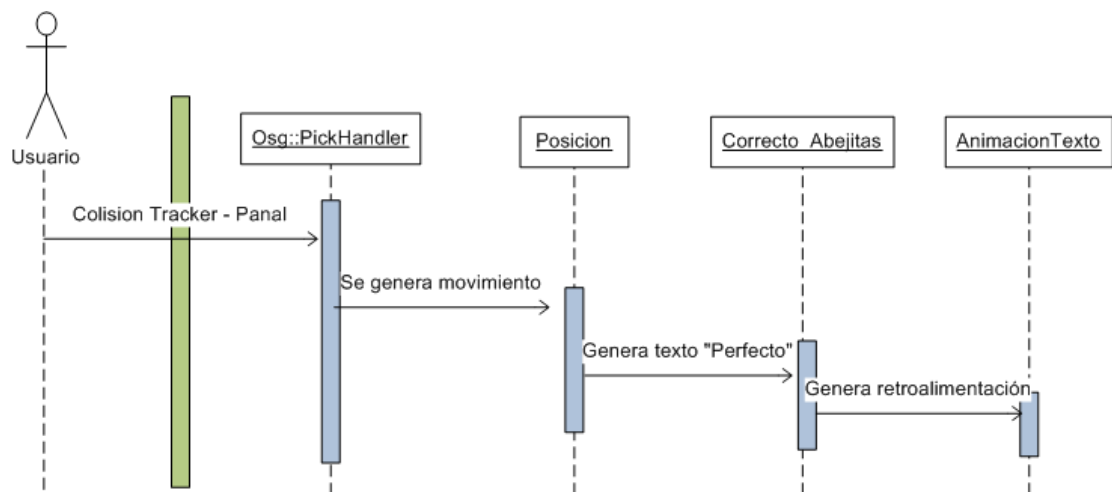 Usuario
Osg::PickHandler
Posicion
Correcto_Abejitas
AnimacionTexto
Colision Tracker - Panal
Se genera movimiento
Genera texto "Perfecto"
Genera retroalimentación